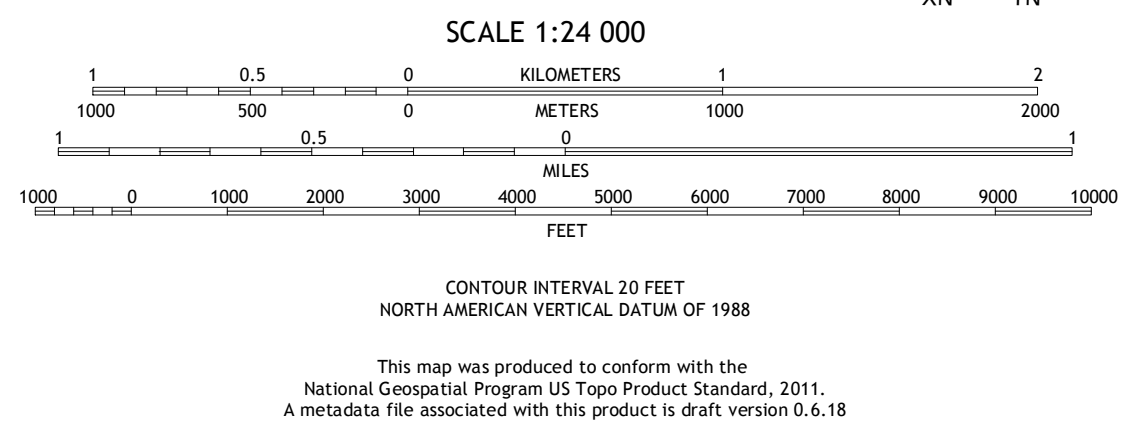 XN YN
SCALE 1:24 000
1 0.5 0 KILOMETERS 1 2
1000 500 0 METERS 1000 2000
1 0.5 0 1
MILES
1000 0 1000 2000 3000 4000 5000 6000 7000 8000 9000 10000
FEET
CONTOUR INTERVAL 20 FEET
NORTH AMERICAN VERTICAL DATUM OF 1988
This map was produced to conform with the
National Geospatial Program US Topo Product Standard, 2011.
A metadata file associated with this product is draft version 0.6.18